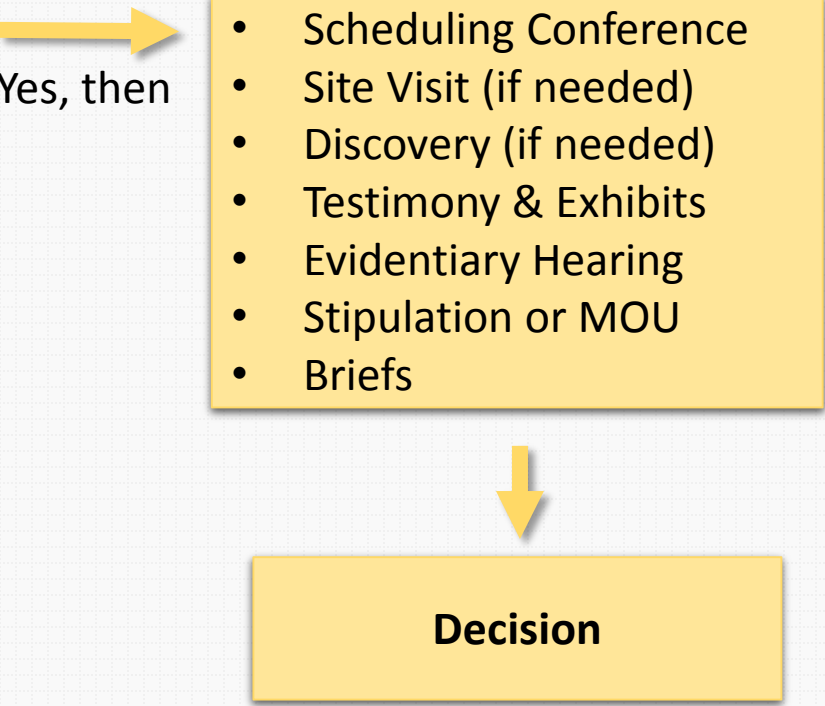 Yes, then
• Scheduling Conference
• Site Visit (if needed)
• Discovery (if needed)
• Testimony & Exhibits
• Evidentiary Hearing
• Stipulation or MOU
• Briefs
Decision